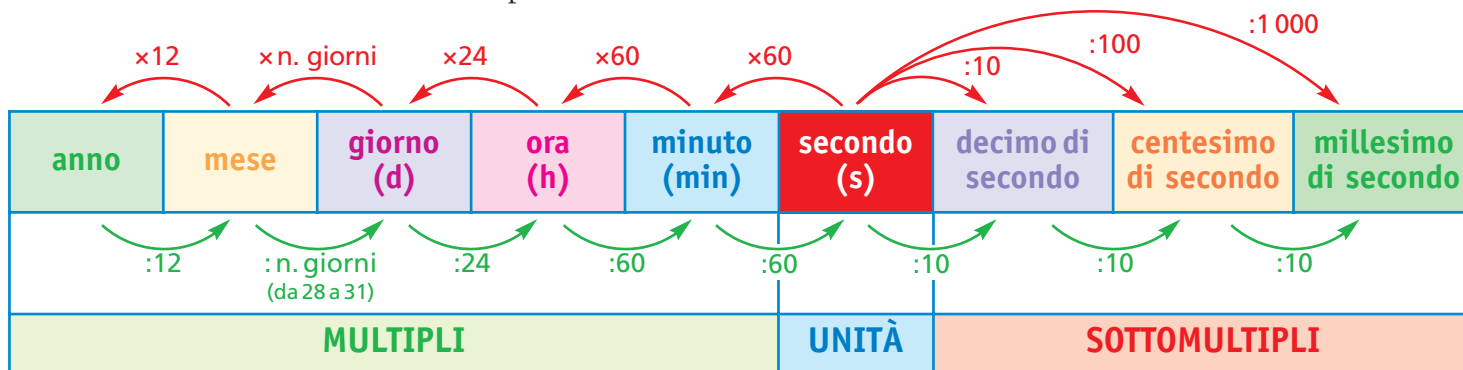 :1 000
:100
×12 ×n. giorni ×24 ×60 ×60 :10
anno mese giorno (d) ora (h) minuto (min) secondo (s) decimo di secondo centesimo di secondo millesimo di secondo
:12 :n. giorni :24 :60 :60 :10 :10 :10
(da 28 a 31)
MULTIPLI UNITÀ SOTTOMULTIPLI